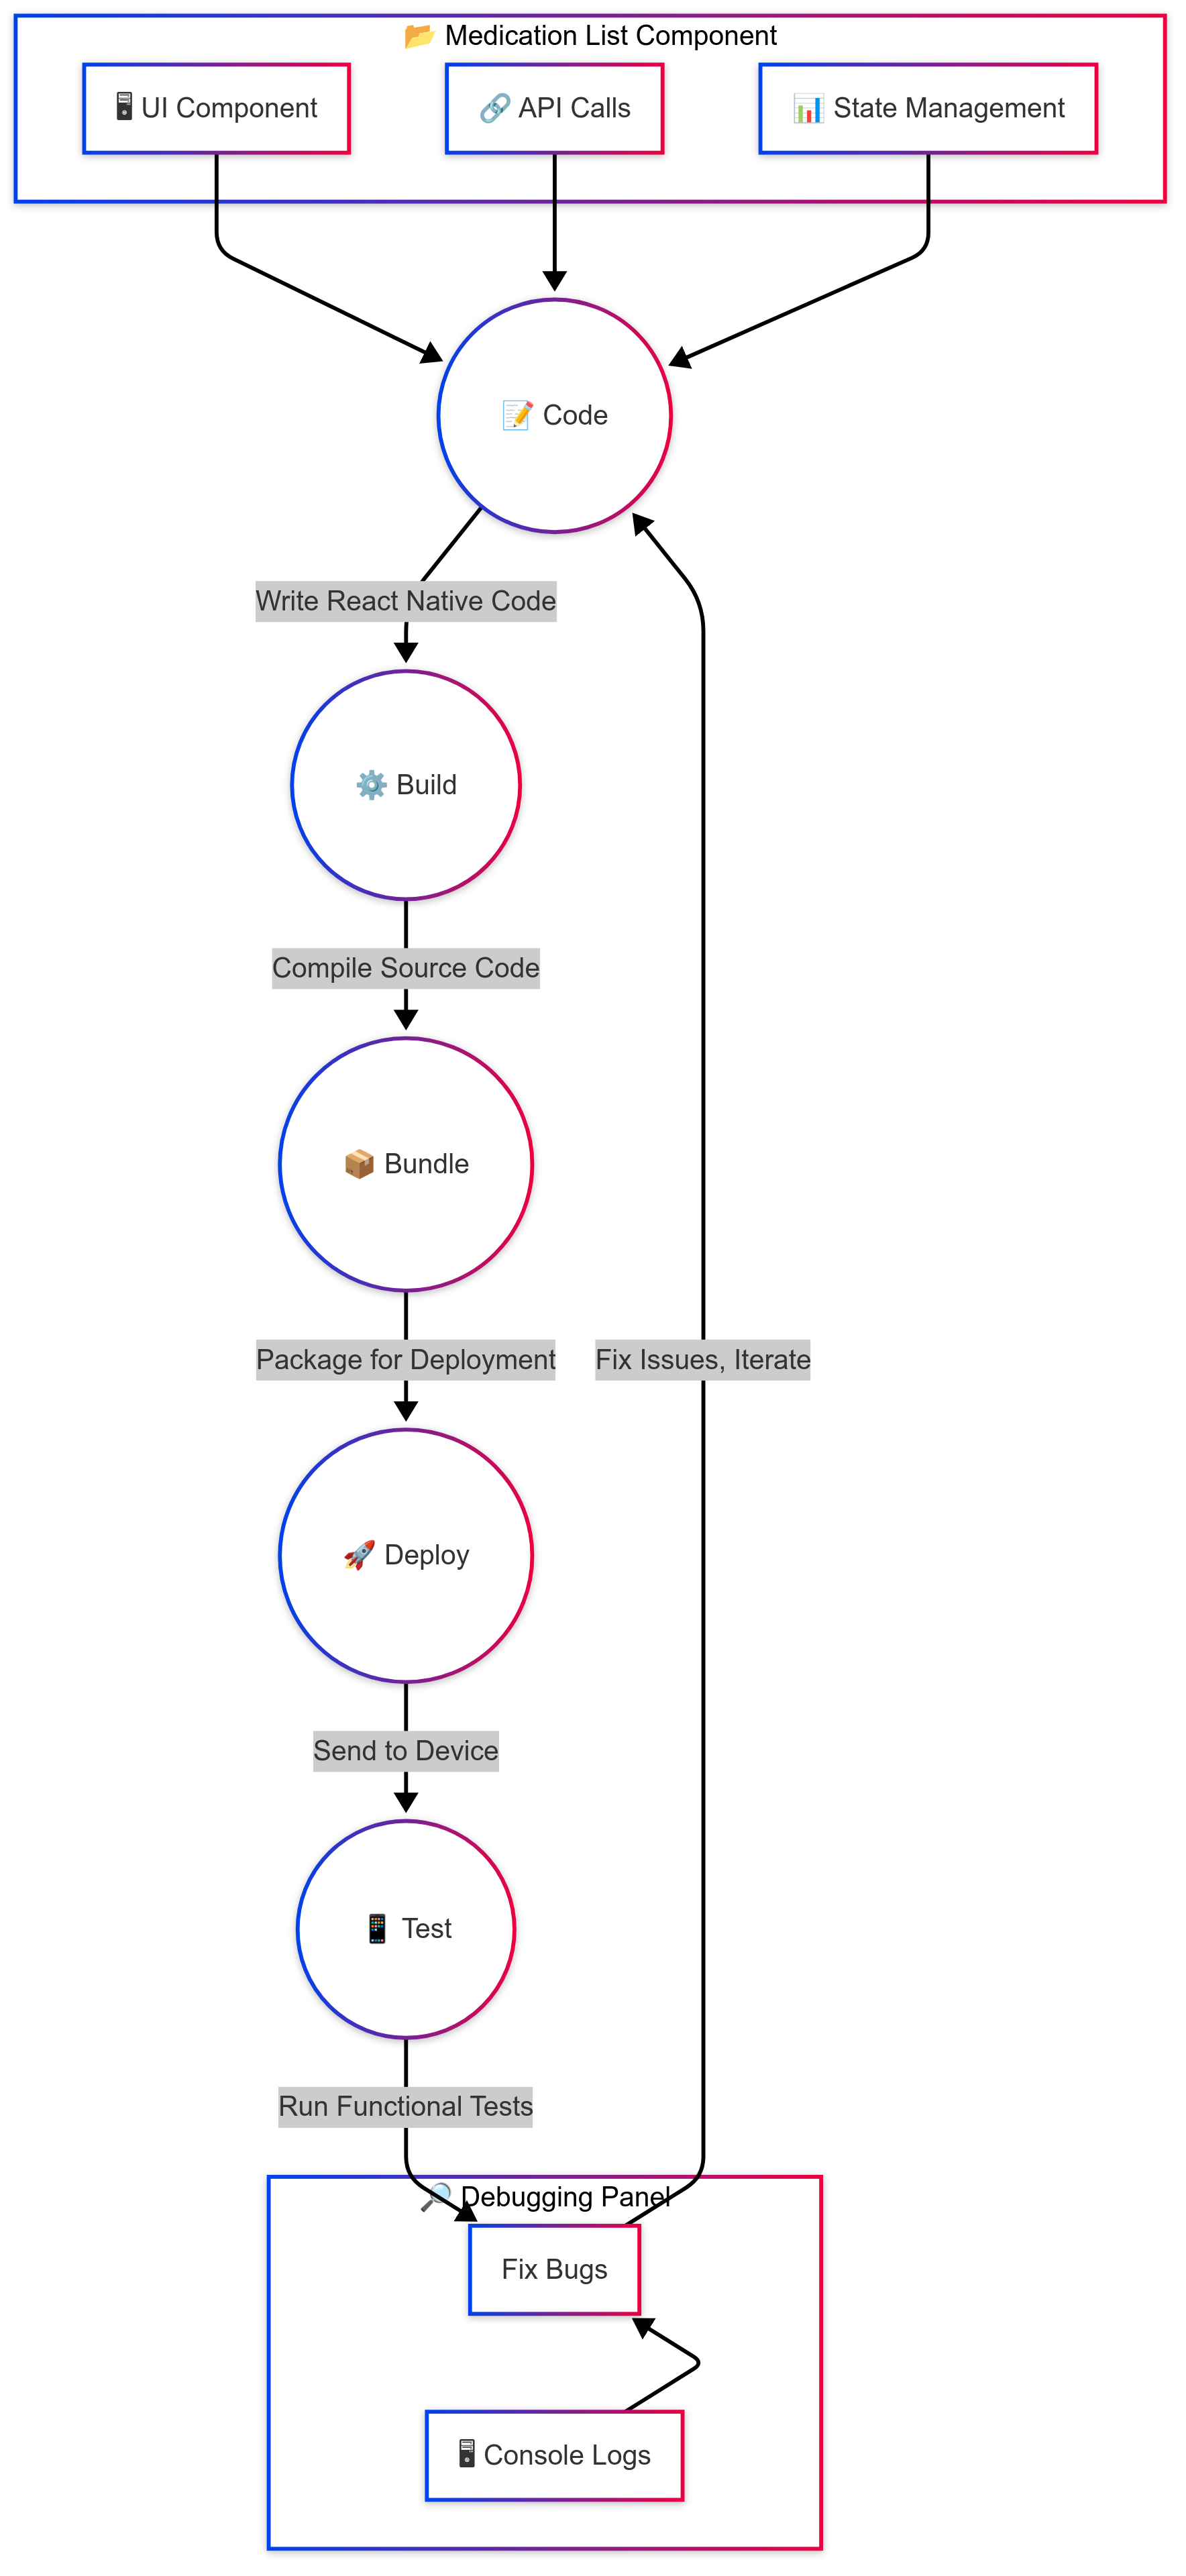 📂 Medication List Component
🖥 UI Component
🔗 API Calls
📊 State Management
📝 Code
Write React Native Code
⚙️ Build
Compile Source Code
📦 Bundle
Package for Deployment
Fix Issues, Iterate
🚀 Deploy
Send to Device
📱 Test
Run Functional Tests
🔎 Debugging Panel
Fix Bugs
🖥 Console Logs